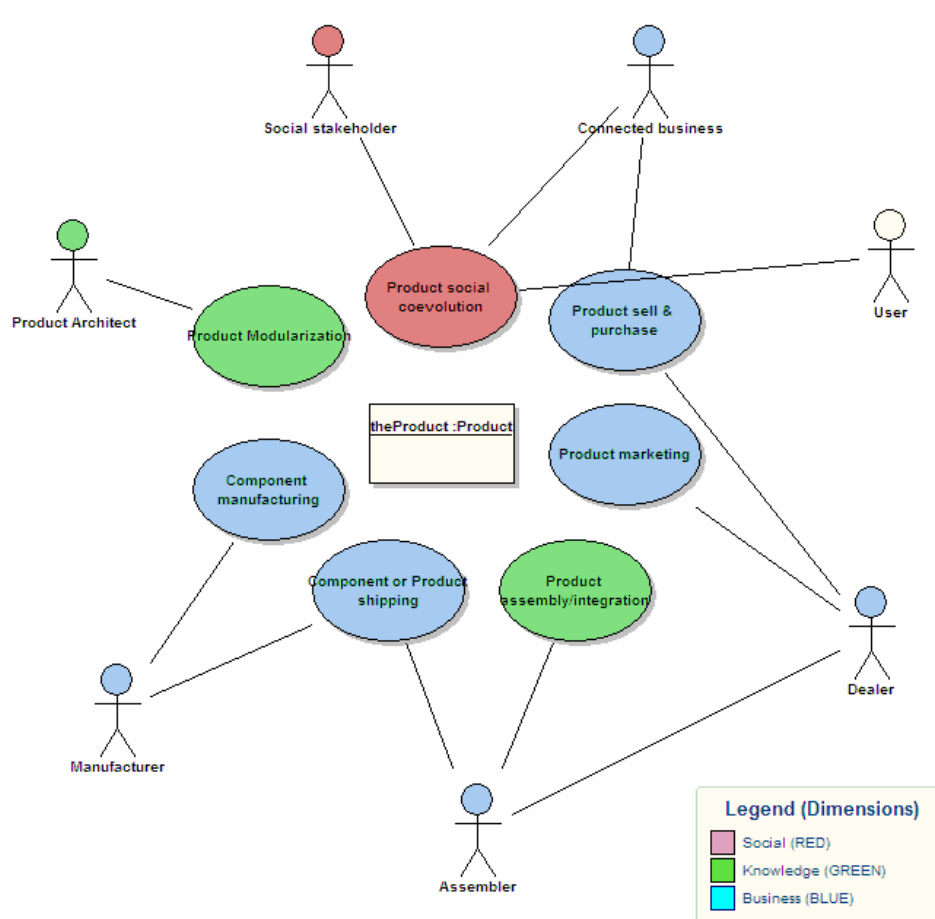 Social stakeholder
Connected business
Product Architect
User
Product social
coevolution
Product sell &
purchase
Product Modularization
theProduct :Product
Product marketing
Component
manufacturing
Component or Product
shipping
Product
assembly/integration
Dealer
Manufacturer
Assembler
Legend (Dimensions)
Social (RED)
Knowledge (GREEN)
Business (BLUE)